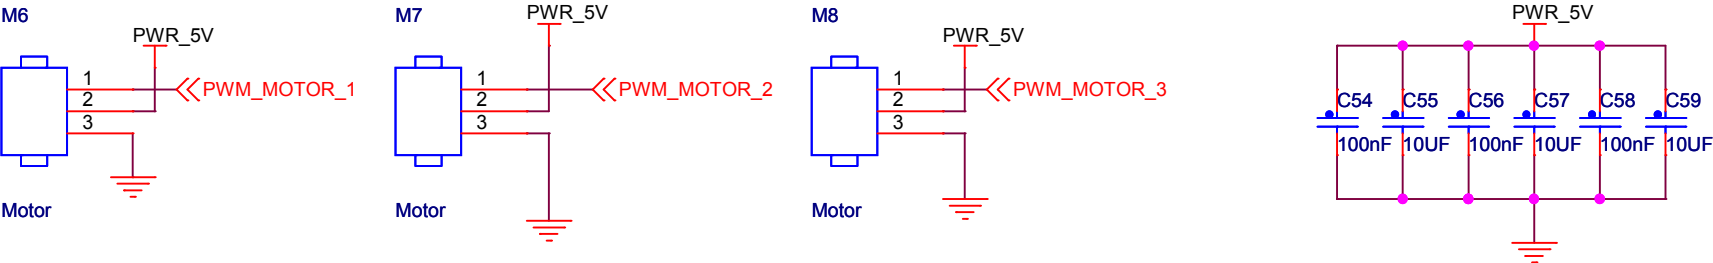 M6
PWR_5V
1
2
3
PWM_MOTOR_1
Motor
M7
PWR_5V
1
2
3
PWM_MOTOR_2
Motor
M8
PWR_5V
1
2
3
PWM_MOTOR_3
Motor
PWR_5V
C54 C55 C56 C57 C58 C59
100nF 10UF 100nF 10UF 100nF 10UF